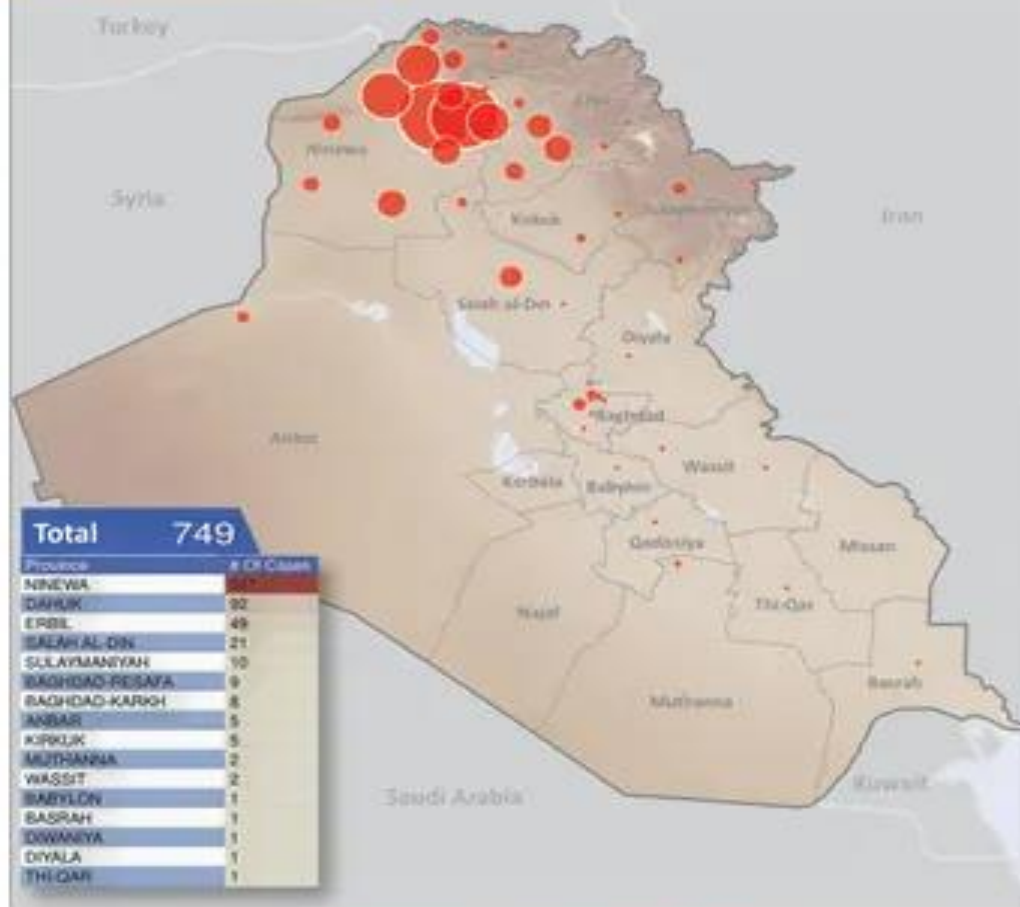 Turkey
Ninewa
Syria
Iran
Kirkuk
Salah al-Din
Diyala
Baghdad
Anbar
Wassit
Kerbala
Babylon
Total 749
Qadissiya
Missan
Province # Of Cases
NINEWA
DAHUK 92
ERBIL 49
Najaf
Thi-Qar
SALAH AL-DIN 21
SULAYMANIYAH 10
BAGHDAD-RESAFA 9
Basrah
BAGHDAD-KARKH 8
Muthanna
ANBAR 5
KIRKUK 5
MUTHANNA 2
WASSIT 2
Kuwait
BABYLON 1
Saudi Arabia
BASRAH 1
DIWANIYA 1
DIYALA 1
THI-QAR 1